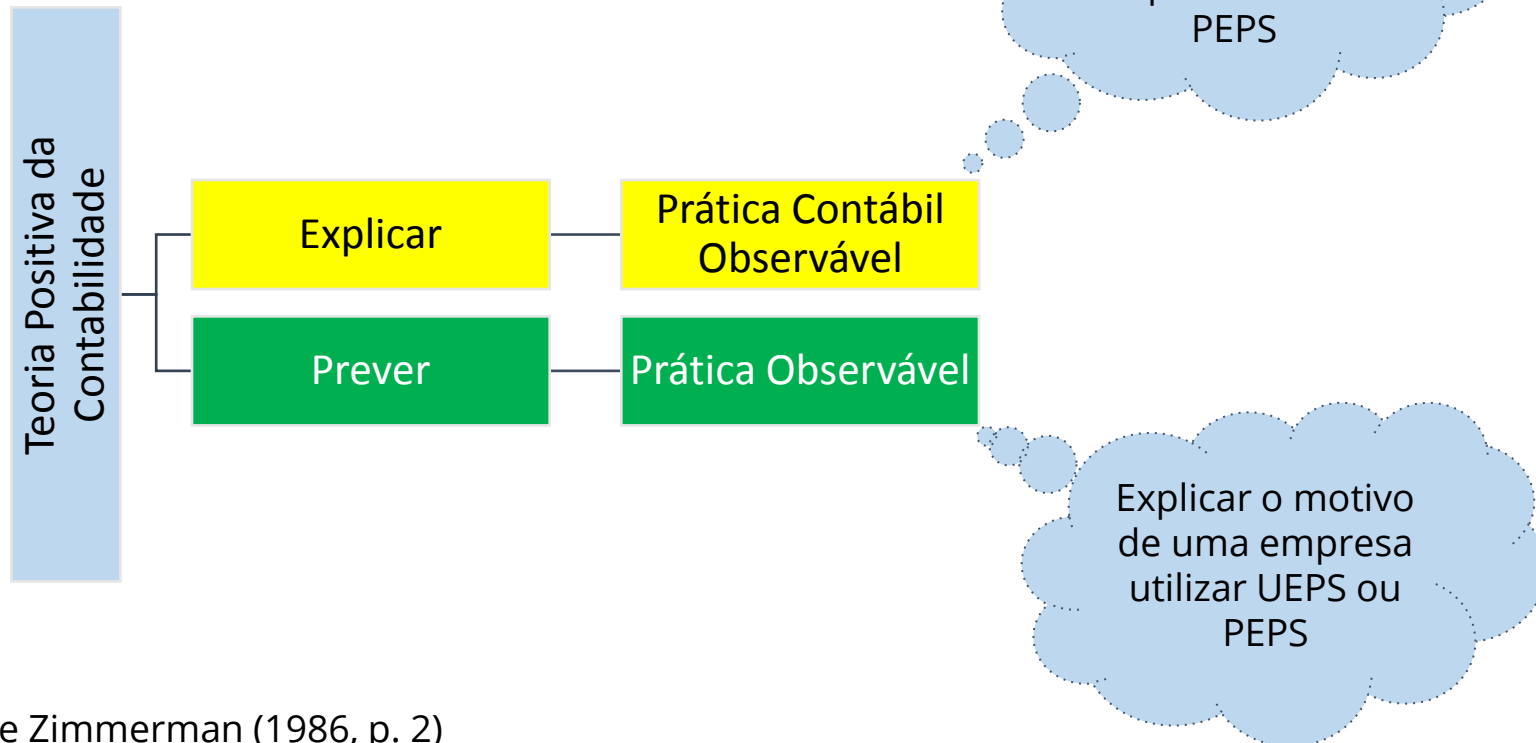 PEPS
Teoria Positiva da
Contabilidade
Explicar
Prática Contábil
Observável
Prever
Prática Observável
Explicar o motivo
de uma empresa
utilizar UEPS ou
PEPS
e Zimmerman (1986, p. 2)